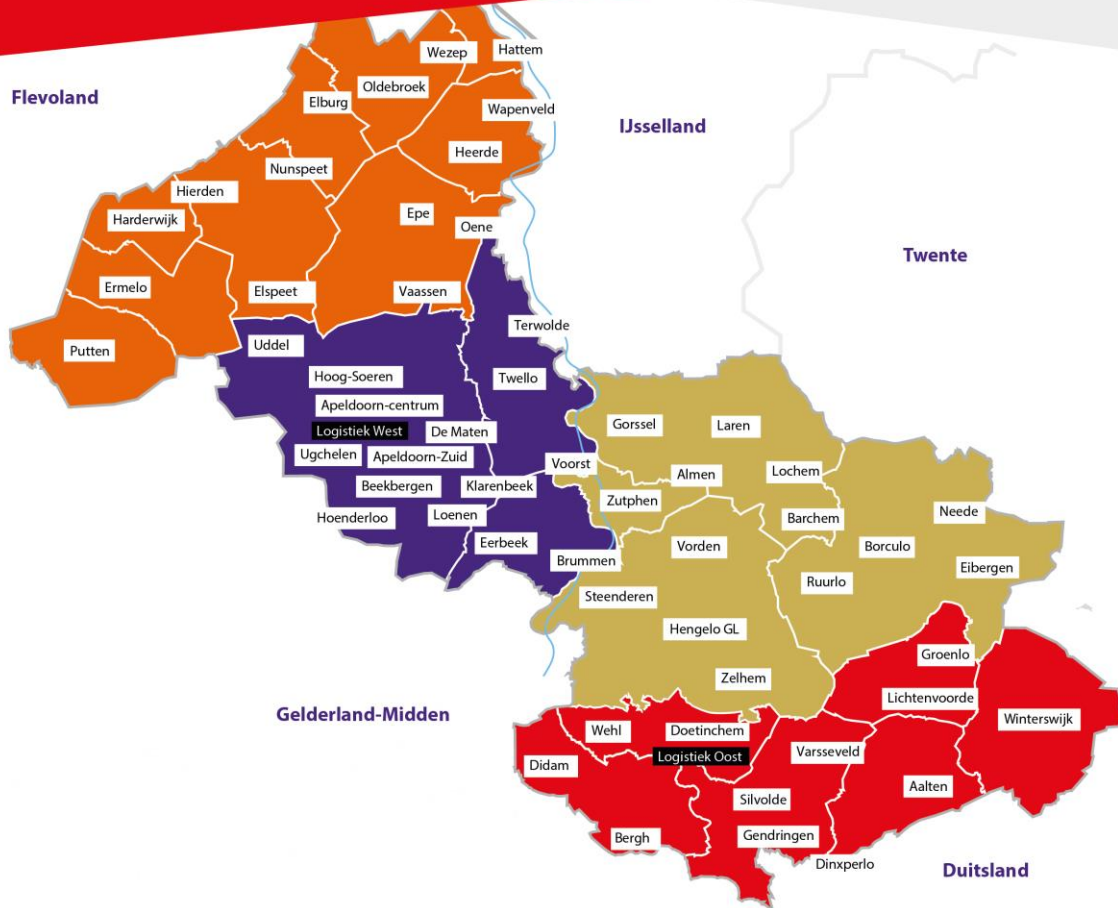 Wezep
Hattem
Flevoland
Oldebroek
Elburg
Wapenveld
IJsselland
Heerde
Nunspeet
Hierden
Harderwijk
Epe
Oene
Twente
Ermelo
Elspeet
Vaassen
Terwolde
Uddel
Putten
Hoog-Soeren
Twello
Apeldoorn-centrum
Logistiek West
De Maten
Gorssel
Laren
Ugchelen
Apeldoorn-Zuid
Voorst
Almen
Lochem
Beekbergen
Klarenbeek
Zutphen
Hoenderloo
Loenen
Barchem
Neede
Eerbeek
Vorden
Borculo
Brummen
Ruurlo
Eibergen
Steenderen
Hengelo GL
Groenlo
Zelhem
Lichtenvoorde
Gelderland-Midden
Winterswijk
Wehl
Doetinchem
Logistiek Oost
Varsseveld
Didam
Aalten
Silvolde
Bergh
Gendringen
Dinxperlo
Duitsland